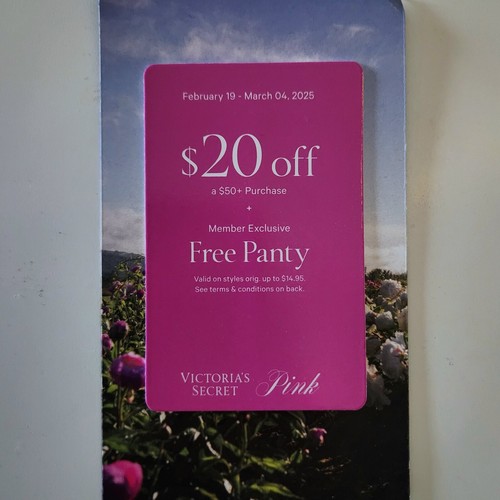 February 19 - March 04, 2025
$20 off
a $50+ Purchase
+
Member Exclusive
Free Panty
Valid on styles orig. up to $14.95.
See terms & conditions on back.
VICTORIA'S
SECRET
Pink